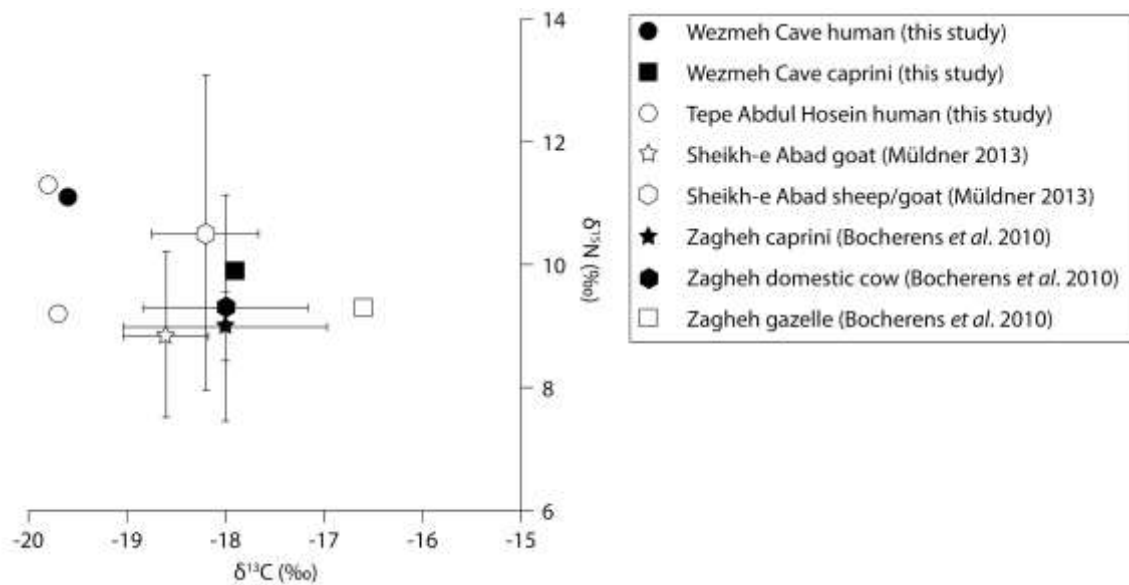 14
12
10
8
6
δ¹⁵N (‰)
-20 -19 -18 -17 -16 -15
δ¹³C (‰)
Wezmeh Cave human (this study)
Wezmeh Cave caprini (this study)
Tepe Abdul Hosein human (this study)
Sheikh-e Abad goat (Müldner 2013)
Sheikh-e Abad sheep/goat (Müldner 2013)
Zagheh caprini (Bocherens et al. 2010)
Zagheh domestic cow (Bocherens et al. 2010)
Zagheh gazelle (Bocherens et al. 2010)